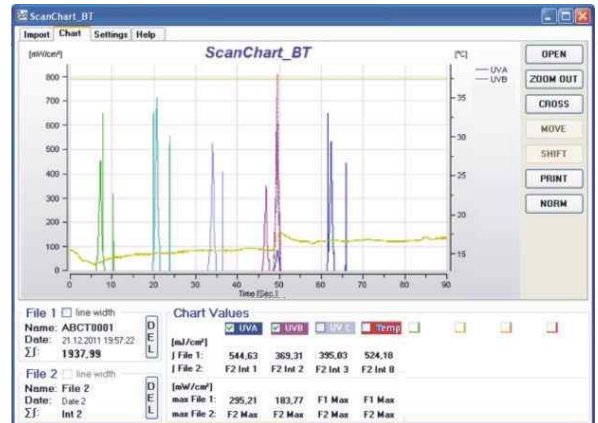 ScanChart_BT
Import Chart Settings Help
[mW/cm²] ScanChart_BT [°C]
UVA
UVB
800
700
600
500
400
300
200
100
0
35
30
25
20
15
0 10 20 30 40 50 60 70 80 90
Time [Sec.]
OPEN
ZOOM OUT
CROSS
MOVE
SHIFT
PRINT
NORM
File 1 line width
Name: ABCT0001
Date: 21.12.2011 19:57:22
Σ∫: 1937,99
DEL
File 2 line width
Name: File 2
Date: Date 2
Σ∫: Int 2
DEL
Chart Values
UVA UVB UV C Temp
[mJ/cm²]
∫ File 1: 544,63 369,31 395,03 524,18
∫ File 2: F2 Int 1 F2 Int 2 F2 Int 3 F2 Int 8
[mW/cm²]
max File 1: 295,21 183,77 F1 Max F1 Max
max File 2: F2 Max F2 Max F2 Max F2 Max